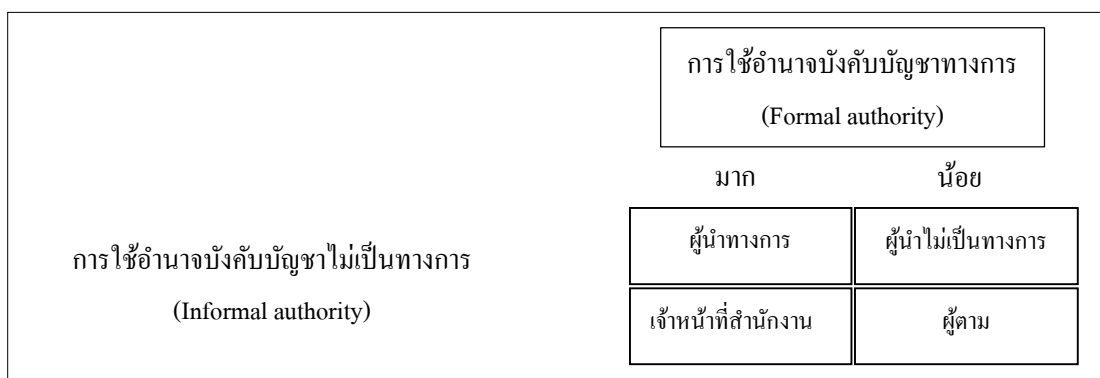 การใช้อำนาจบังคับบัญชาทางการ
(Formal authority)
มาก น้อย
ผู้นำทางการ ผู้นำไม่เป็นทางการ
การใช้อำนาจบังคับบัญชาไม่เป็นทางการ
(Informal authority)
เจ้าหน้าที่สำนักงาน ผู้ตาม